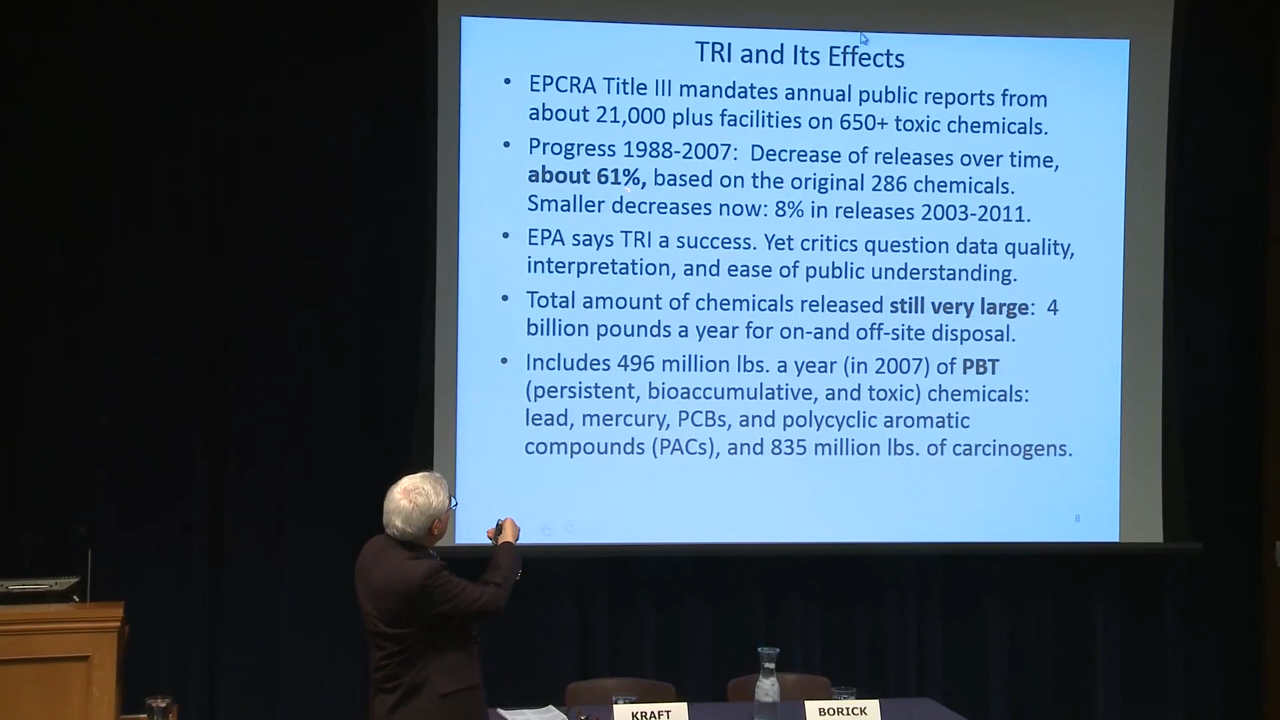 TRI and Its Effects
• EPCRA Title III mandates annual public reports from
about 21,000 plus facilities on 650+ toxic chemicals.
• Progress 1988-2007: Decrease of releases over time,
about 61%, based on the original 286 chemicals.
Smaller decreases now: 8% in releases 2003-2011.
• EPA says TRI a success. Yet critics question data quality,
interpretation, and ease of public understanding.
• Total amount of chemicals released still very large: 4
billion pounds a year for on-and off-site disposal.
• Includes 496 million lbs. a year (in 2007) of PBT
(persistent, bioaccumulative, and toxic) chemicals:
lead, mercury, PCBs, and polycyclic aromatic
compounds (PACs), and 835 million lbs. of carcinogens.
8
KRAFT
BORICK